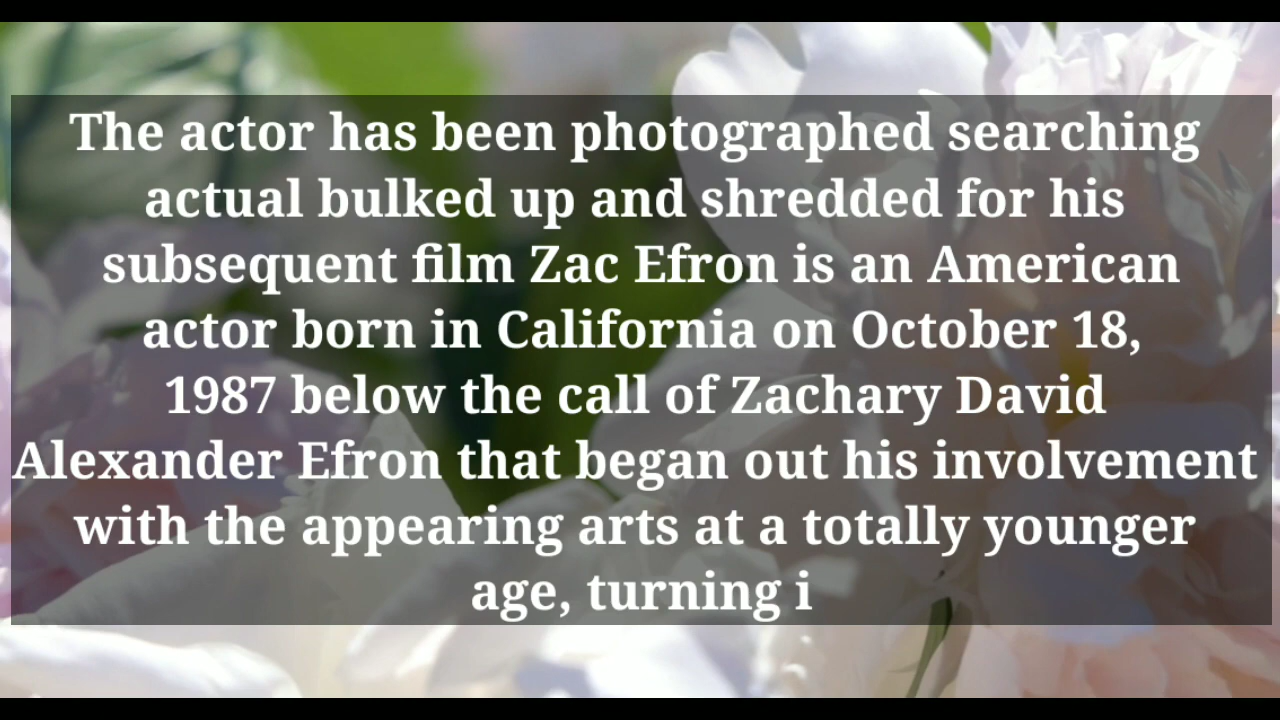 The actor has been photographed searching
actual bulked up and shredded for his
subsequent film Zac Efron is an American
actor born in California on October 18,
1987 below the call of Zachary David
Alexander Efron that began out his involvement
with the appearing arts at a totally younger
age, turning i